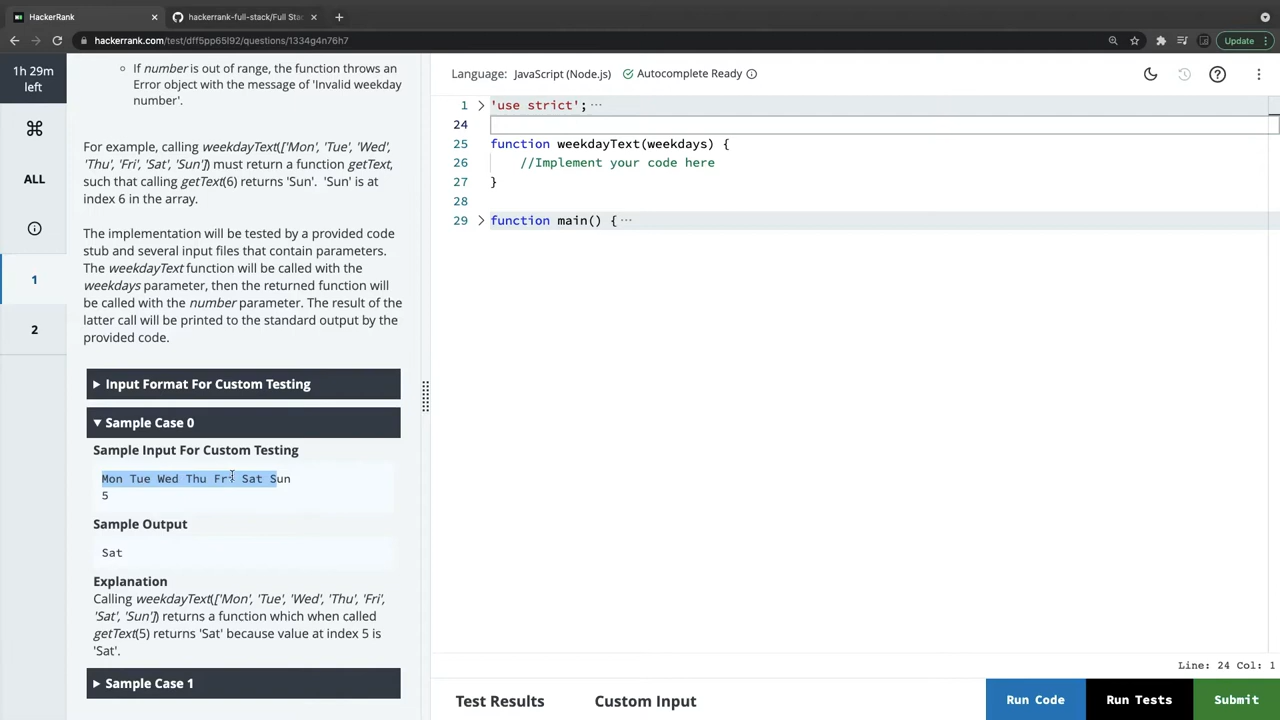 HackerRank
hackerrank-full-stack/Full Stac
hackerrank.com/test/dff5pp65l92/questions/1334g4n76h7
Update
1h 29m
left
ALL
1
2
If number is out of range, the function throws an
Error object with the message of 'Invalid weekday
number'.
For example, calling weekdayText(['Mon', 'Tue', 'Wed',
'Thu', 'Fri', 'Sat', 'Sun']) must return a function getText,
such that calling getText(6) returns 'Sun'. 'Sun' is at
index 6 in the array.
The implementation will be tested by a provided code
stub and several input files that contain parameters.
The weekdayText function will be called with the
weekdays parameter, then the returned function will
be called with the number parameter. The result of the
latter call will be printed to the standard output by the
provided code.
Input Format For Custom Testing
Sample Case 0
Sample Input For Custom Testing
Mon Tue Wed Thu Fri Sat Sun
5
Sample Output
Sat
Explanation
Calling weekdayText(['Mon', 'Tue', 'Wed', 'Thu', 'Fri',
'Sat', 'Sun']) returns a function which when called
getText(5) returns 'Sat' because value at index 5 is
'Sat'.
Sample Case 1
Language: JavaScript (Node.js) Autocomplete Ready
1 'use strict';
24
25 function weekdayText(weekdays) {
26 //Implement your code here
27 }
28
29 function main() {
Line: 24 Col: 1
Test Results Custom Input Run Code Run Tests Submit